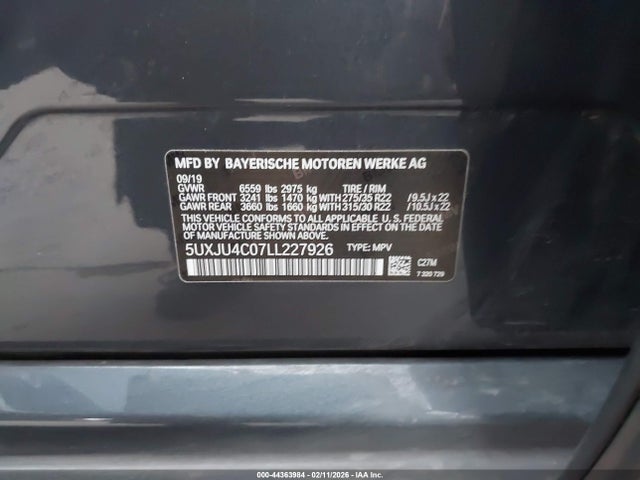 MFD BY BAYERISCHE MOTOREN WERKE AG
09/19
GVWR 6559 lbs 2975 kg TIRE / RIM
GAWR FRONT 3241 lbs 1470 kg WITH 275/35 R22 /9.5J x 22
GAWR REAR 3660 lbs 1660 kg WITH 315/30 R22 /10.5J x 22
THIS VEHICLE CONFORMS TO ALL APPLICABLE U. S. FEDERAL
MOTOR VEHICLE SAFETY STANDARDS IN EFFECT ON THE
DATE OF MANUFACTURE SHOWN ABOVE.
5UXJU4C07LL227926 TYPE: MPV
C27M
7 320 729
000-44363984 - 02/11/2026 - IAA Inc.